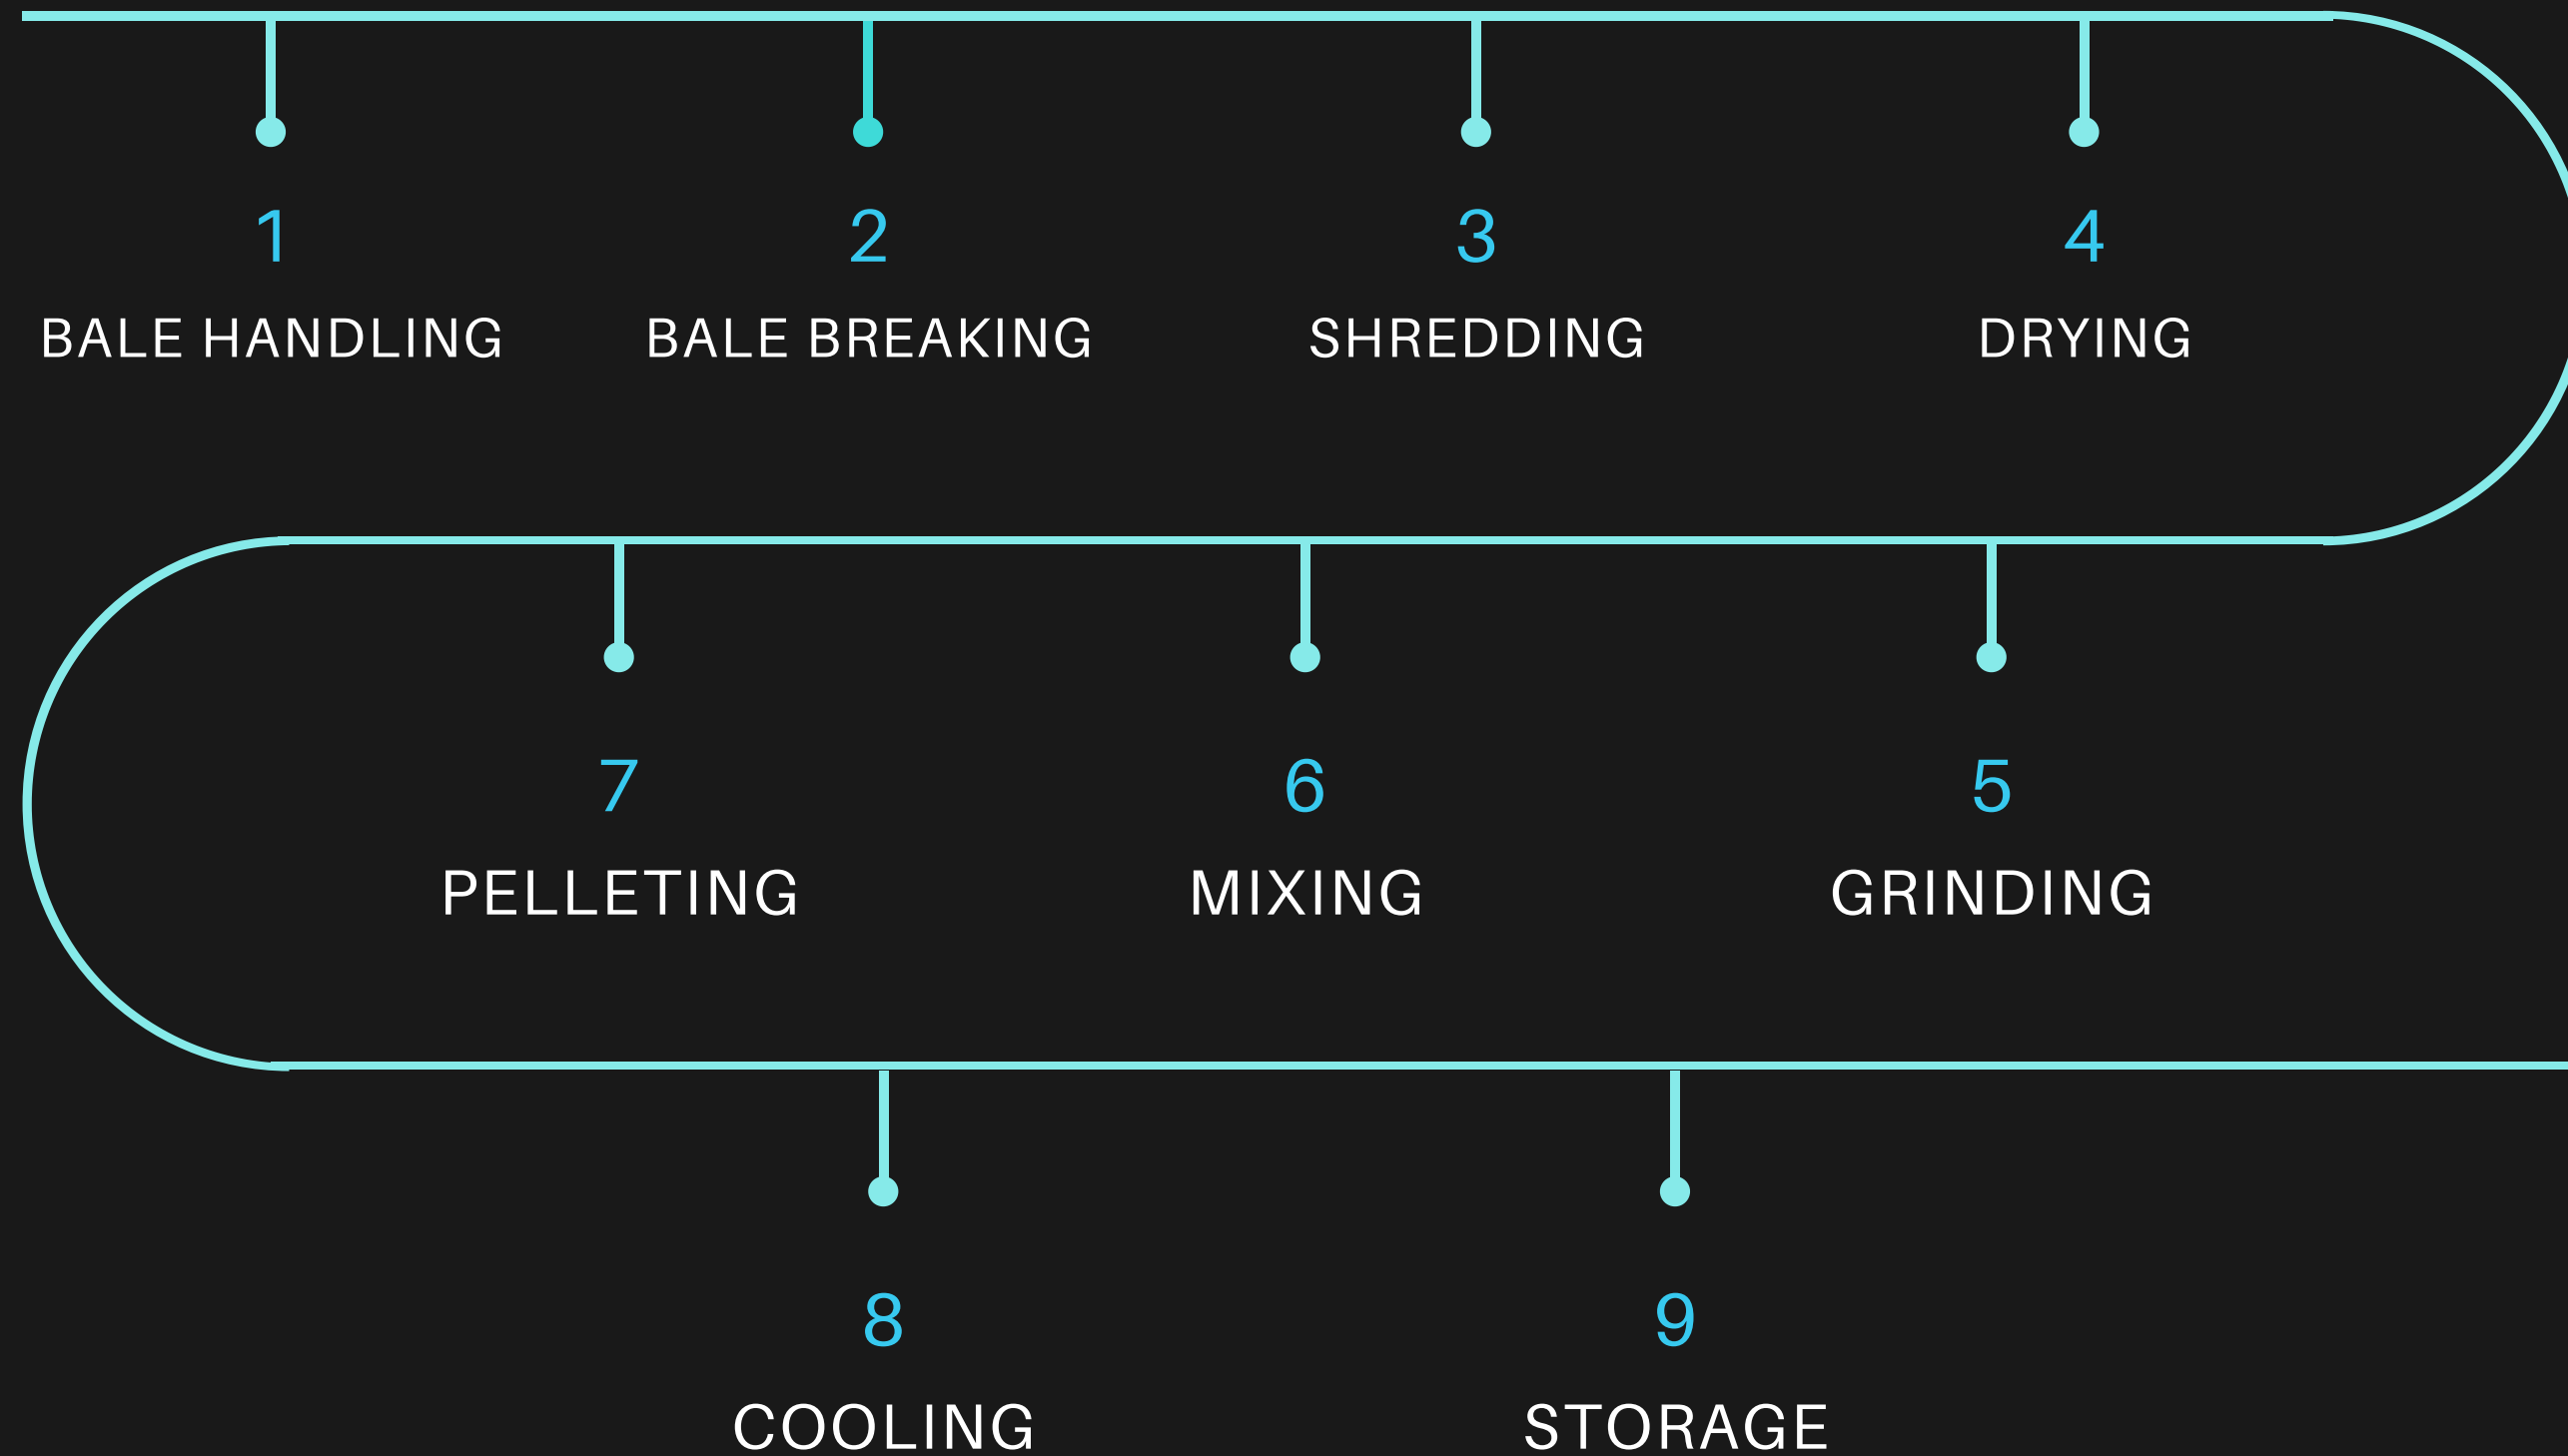 1
BALE HANDLING
2
BALE BREAKING
3
SHREDDING
4
DRYING
7
PELLETING
6
MIXING
5
GRINDING
8
COOLING
9
STORAGE